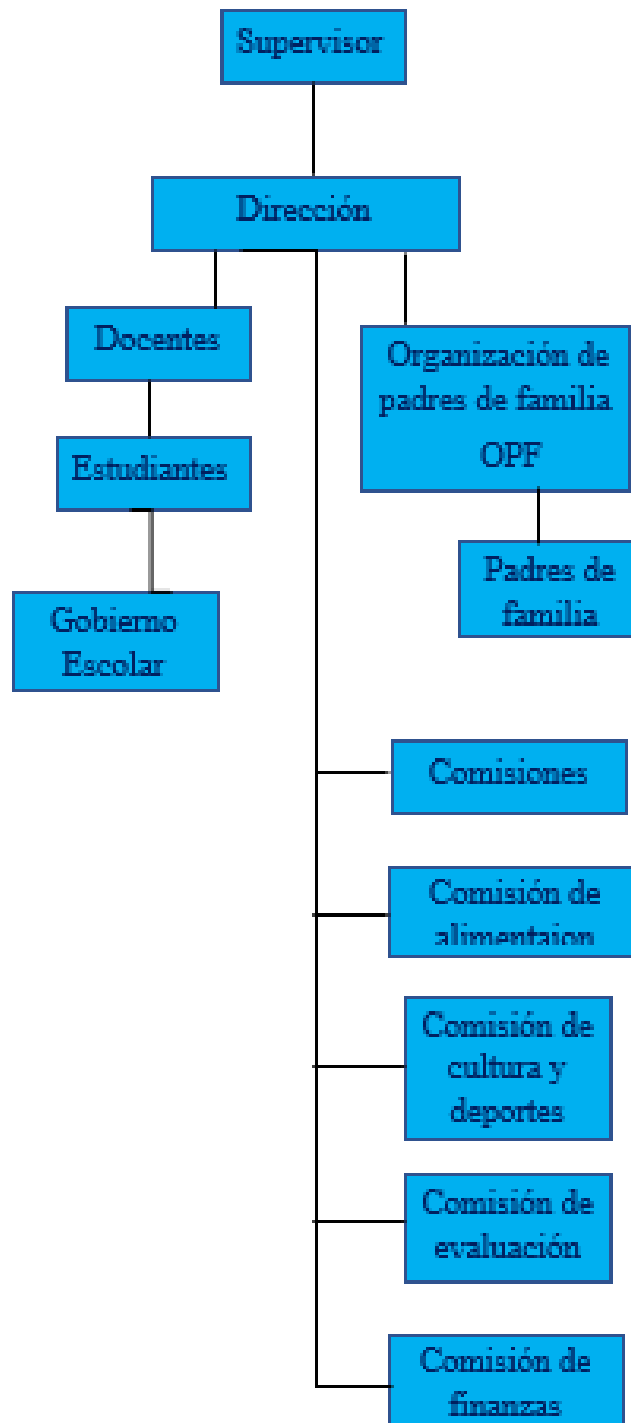 Supervisor
Dirección
Docentes
Organización de
padres de familia
OPF
Estudiantes
Padres de
familia
Gobierno
Escolar
Comisiones
Comisión de
alimentaion
Comisión de
cultura y
deportes
Comisión de
evaluación
Comisión de
finanzas